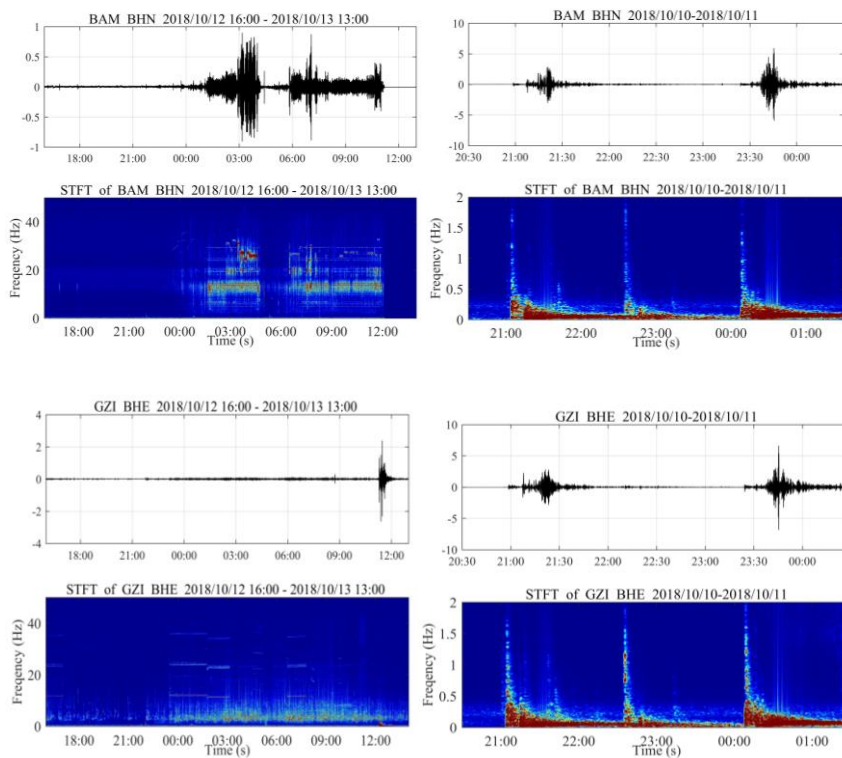 BAM BHN 2018/10/12 16:00 - 2018/10/13 13:00
1
0.5
0
-0.5
-1
18:00 21:00 00:00 03:00 06:00 09:00 12:00
STFT of BAM BHN 2018/10/12 16:00 - 2018/10/13 13:00
Freqency (Hz)
40
20
0
18:00 21:00 00:00 03:00 06:00 09:00 12:00
Time (s)
BAM BHN 2018/10/10-2018/10/11
10
5
0
-5
-10
20:30 21:00 21:30 22:00 22:30 23:00 23:30 00:00
STFT of BAM BHN 2018/10/10-2018/10/11
Freqency (Hz)
2
1.5
1
0.5
0
21:00 22:00 23:00 00:00 01:00
Time (s)
GZI BHE 2018/10/12 16:00 - 2018/10/13 13:00
4
2
0
-2
-4
18:00 21:00 00:00 03:00 06:00 09:00 12:00
STFT of GZI BHE 2018/10/12 16:00 - 2018/10/13 13:00
Freqency (Hz)
40
20
0
18:00 21:00 00:00 03:00 06:00 09:00 12:00
Time (s)
GZI BHE 2018/10/10-2018/10/11
10
5
0
-5
-10
20:30 21:00 21:30 22:00 22:30 23:00 23:30 00:00
STFT of GZI BHE 2018/10/10-2018/10/11
Freqency (Hz)
2
1.5
1
0.5
0
21:00 22:00 23:00 00:00 01:00
Time (s)